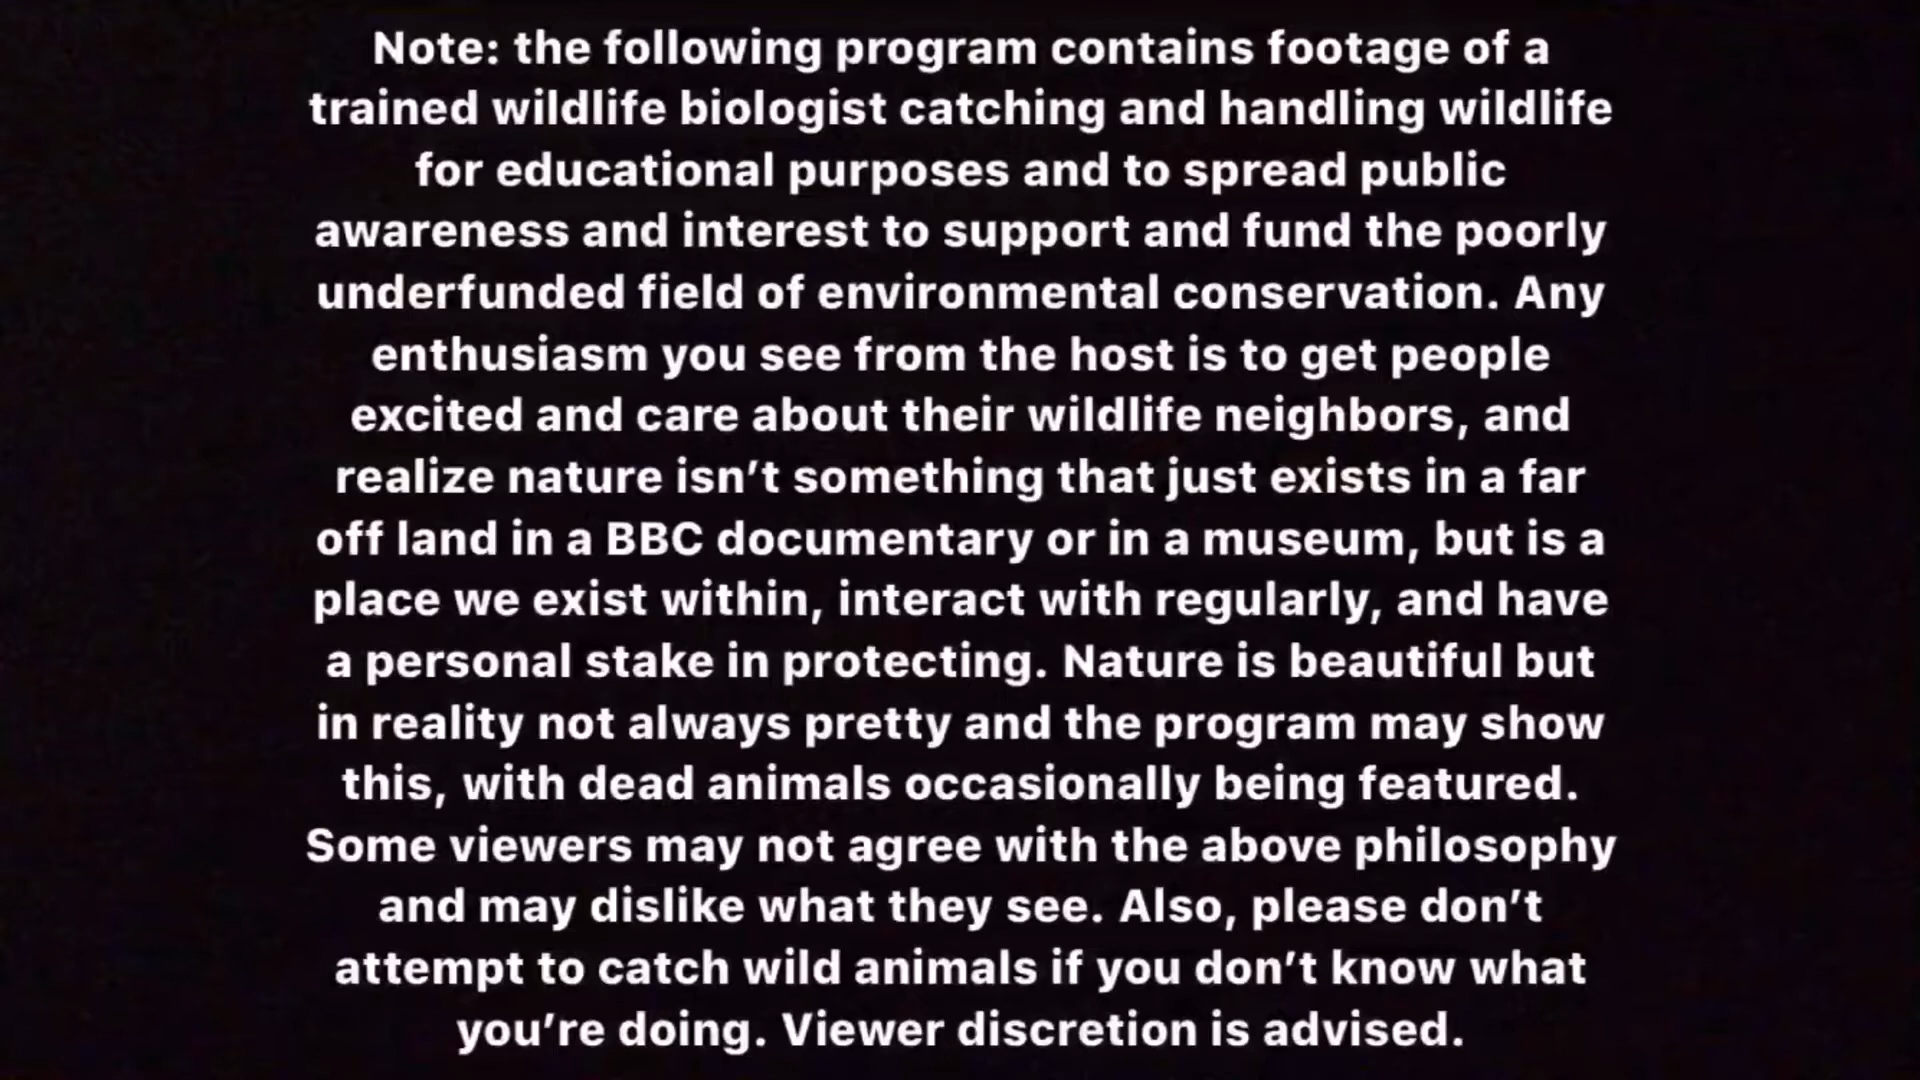 Note: the following program contains footage of a
trained wildlife biologist catching and handling wildlife
for educational purposes and to spread public
awareness and interest to support and fund the poorly
underfunded field of environmental conservation. Any
enthusiasm you see from the host is to get people
excited and care about their wildlife neighbors, and
realize nature isn’t something that just exists in a far
off land in a BBC documentary or in a museum, but is a
place we exist within, interact with regularly, and have
a personal stake in protecting. Nature is beautiful but
in reality not always pretty and the program may show
this, with dead animals occasionally being featured.
Some viewers may not agree with the above philosophy
and may dislike what they see. Also, please don’t
attempt to catch wild animals if you don’t know what
you’re doing. Viewer discretion is advised.